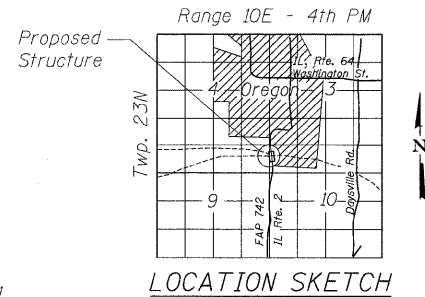 Range 10E - 4th PM
Proposed
Structure
IL. Rte. 64
Washington St.
4 Oregon 3
Twp. 23N
N
Daysville Rd.
9
10
FAP 742
IL Rte. 2
LOCATION SKETCH